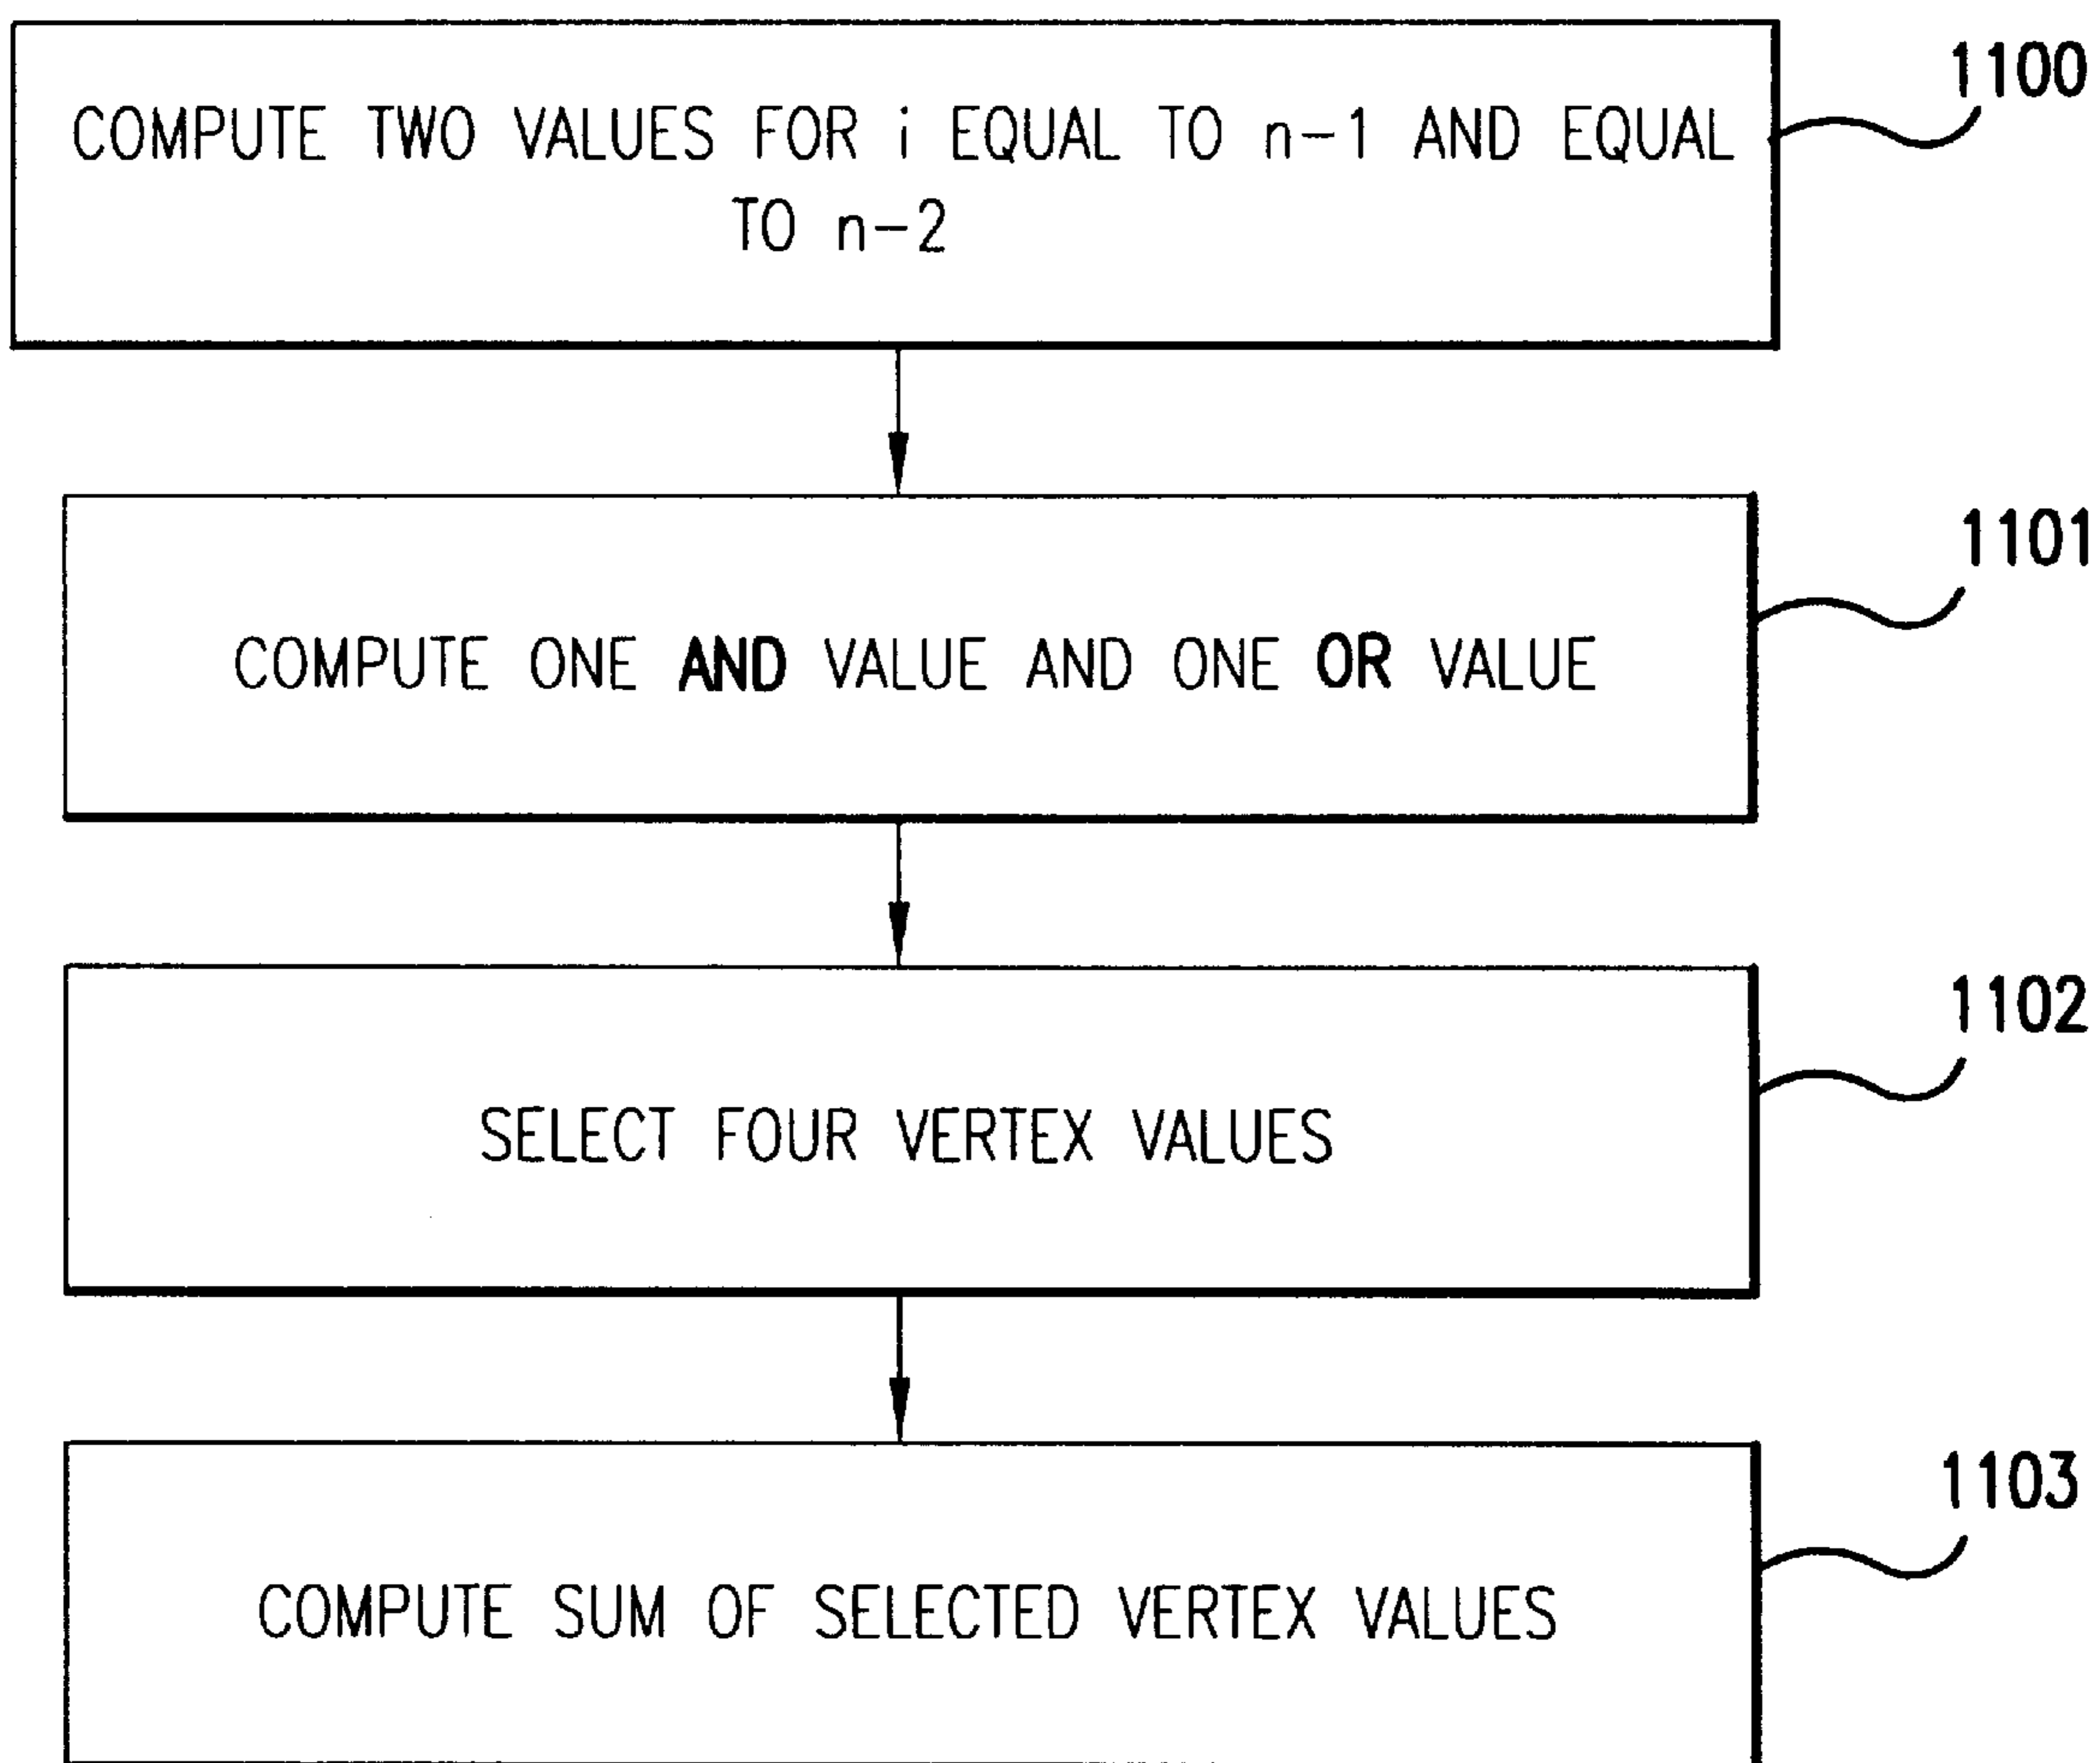 1100
COMPUTE TWO VALUES FOR i EQUAL TO n-1 AND EQUAL
TO n-2
1101
COMPUTE ONE AND VALUE AND ONE OR VALUE
1102
SELECT FOUR VERTEX VALUES
1103
COMPUTE SUM OF SELECTED VERTEX VALUES